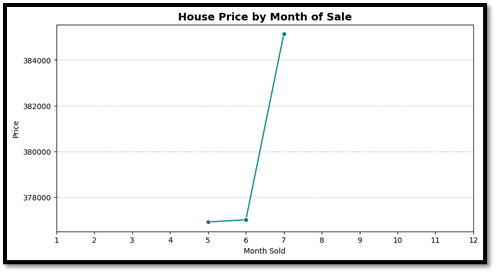 House Price by Month of Sale
384000
382000
380000
378000
Price
1 2 3 4 5 6 7 8 9 10 11 12
Month Sold